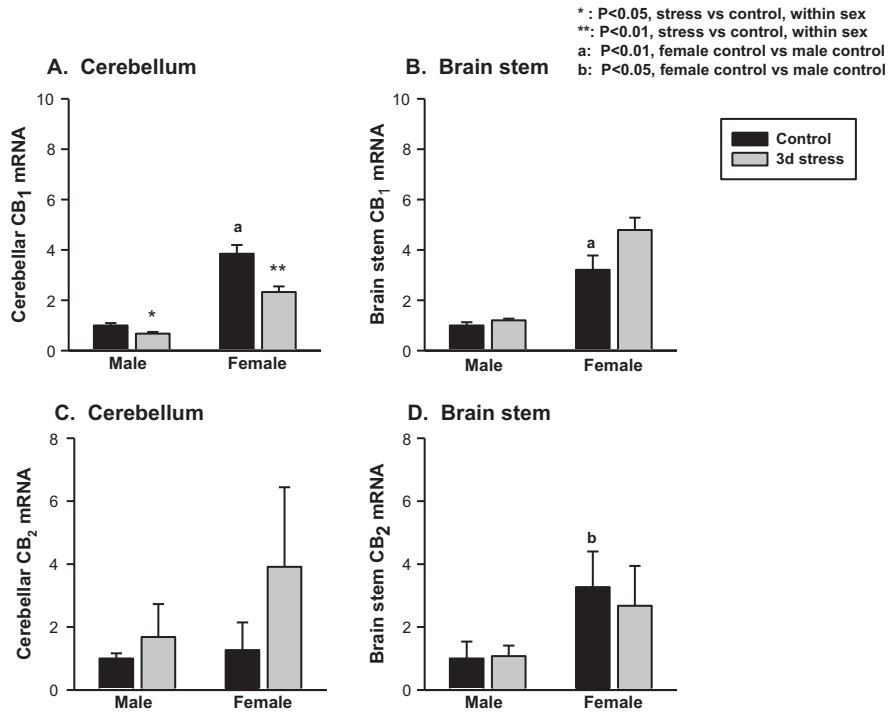 * : P<0.05, stress vs control, within sex
**: P<0.01, stress vs control, within sex
a: P<0.01, female control vs male control
b: P<0.05, female control vs male control
A. Cerebellum
B. Brain stem
Control
3d stress
Cerebellar CB1 mRNA
10
8
6
4
2
0
*
a
**
Male
Female
Brain stem CB1 mRNA
10
8
6
4
2
0
a
Male
Female
C. Cerebellum
D. Brain stem
Cerebellar CB2 mRNA
8
6
4
2
0
Male
Female
Brain stem CB2 mRNA
8
6
4
2
0
b
Male
Female